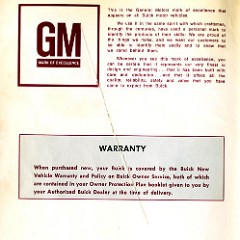 GM
MARK OF EXCELLENCE
This is the General Motors mark of excellence that
appears on all Buick motor vehicles.
We use it in the same spirit with which craftsmen,
through the centuries, have used a personal mark to
identify the products of their skills. We are proud of
the things we make, and we want our customers to
be able to identify them easily and to know that
we stand behind them.
Wherever you see this mark of excellence, you
can be certain that it represents our very finest in
design and engineering that it has been built with
care and dedication and that it offers all the
quality and value that you have
come to expect from Buick.
WARRANTY
When purchased new, your Buick is covered by the Buick New
Vehicle Warranty and Policy on Buick Owner Service, both of which
are contained in your Owner Protection Plan booklet given to you by
your Authorized Buick Dealer at the time of delivery.